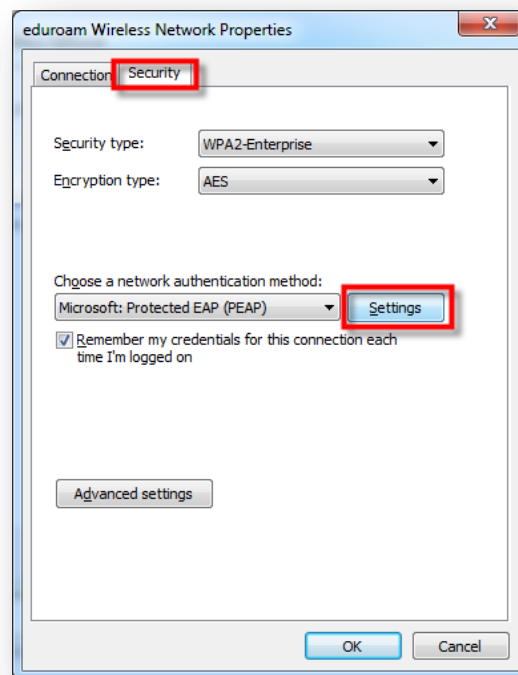 eduroam Wireless Network Properties
Connection Security
Security type: WPA2-Enterprise
Encryption type: AES
Choose a network authentication method:
Microsoft: Protected EAP (PEAP) Settings
Remember my credentials for this connection each
time I'm logged on
Advanced settings
OK Cancel